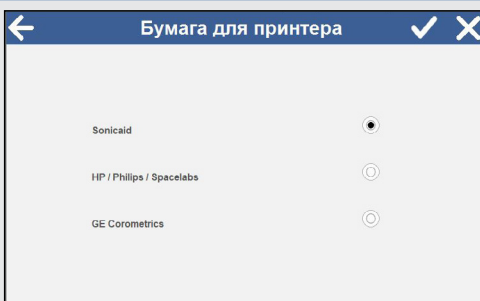 Бумага для принтера
Sonicaid
HP / Philips / Spacelabs
GE Corometrics